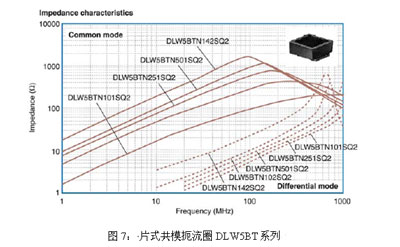 Impedance characteristics
10000
1000
100
10
1
Impedance (Ω)
Common mode
DLW5BTN142SQ2
DLW5BTN501SQ2
DLW5BTN251SQ2
DLW5BTN101SQ2
DLW5BTN101SQ2
DLW5BTN251SQ2
DLW5BTN501SQ2
DLW5BTN102SQ2
DLW5BTN142SQ2
Differential mode
1
10
100
1000
Frequency (MHz)
图 7：片式共模扼流圈 DLW5BT 系列